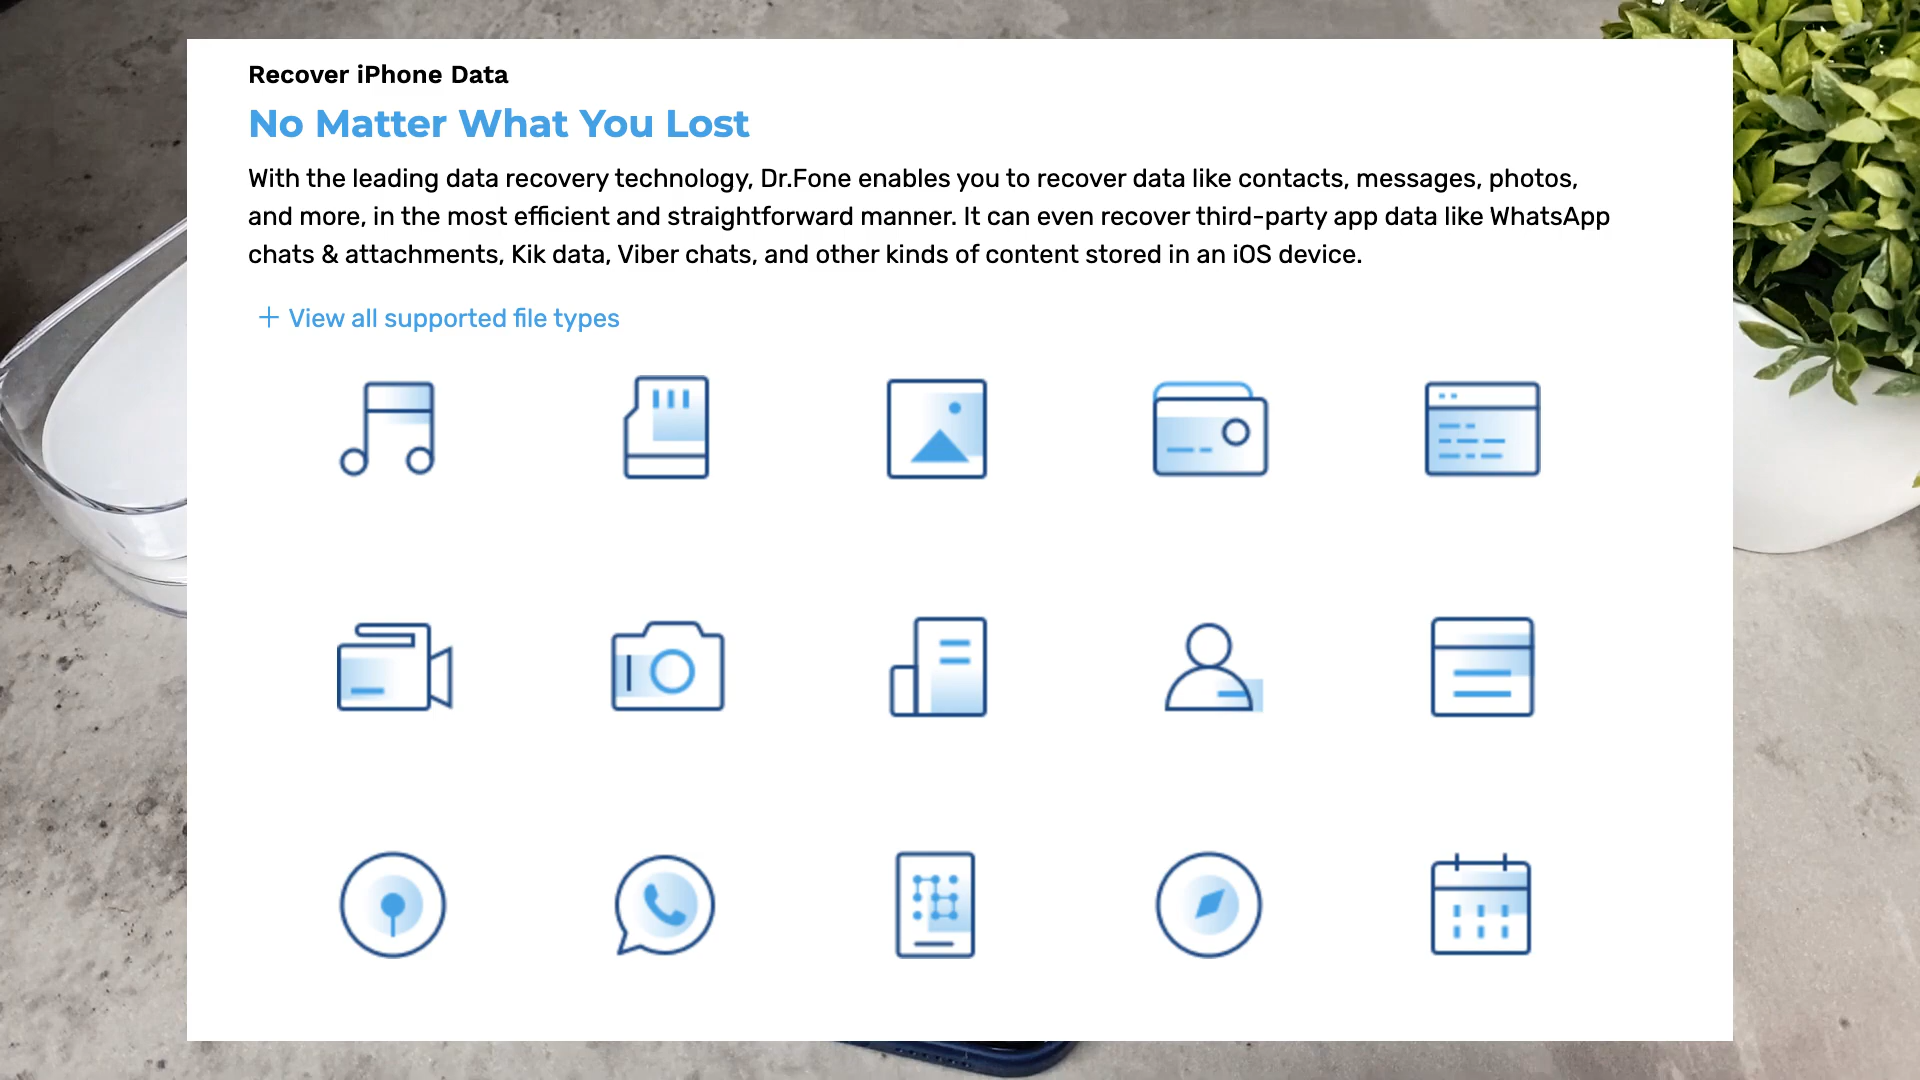 Recover iPhone Data
No Matter What You Lost
With the leading data recovery technology, Dr.Fone enables you to recover data like contacts, messages, photos,
and more, in the most efficient and straightforward manner. It can even recover third-party app data like WhatsApp
chats & attachments, Kik data, Viber chats, and other kinds of content stored in an iOS device.
+ View all supported file types